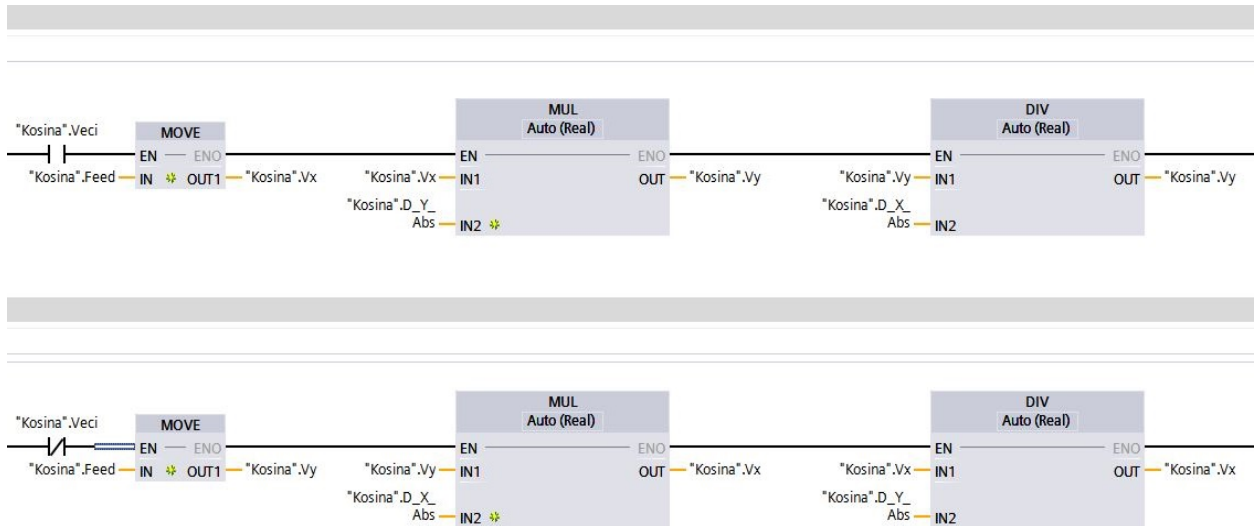 MUL
DIV
"Kosina".Veci MOVE Auto (Real) Auto (Real)
EN ENO EN ENO EN ENO
"Kosina".Feed IN OUT1 "Kosina".Vx "Kosina".Vx IN1 OUT "Kosina".Vy "Kosina".Vy IN1 OUT "Kosina".Vy
"Kosina".D_Y_ "Kosina".D_X_
Abs IN2 Abs IN2
MUL
DIV
"Kosina".Veci MOVE Auto (Real) Auto (Real)
EN ENO EN ENO EN ENO
"Kosina".Feed IN OUT1 "Kosina".Vy "Kosina".Vy IN1 OUT "Kosina".Vx "Kosina".Vx IN1 OUT "Kosina".Vx
"Kosina".D_X_ "Kosina".D_Y_
Abs IN2 Abs IN2